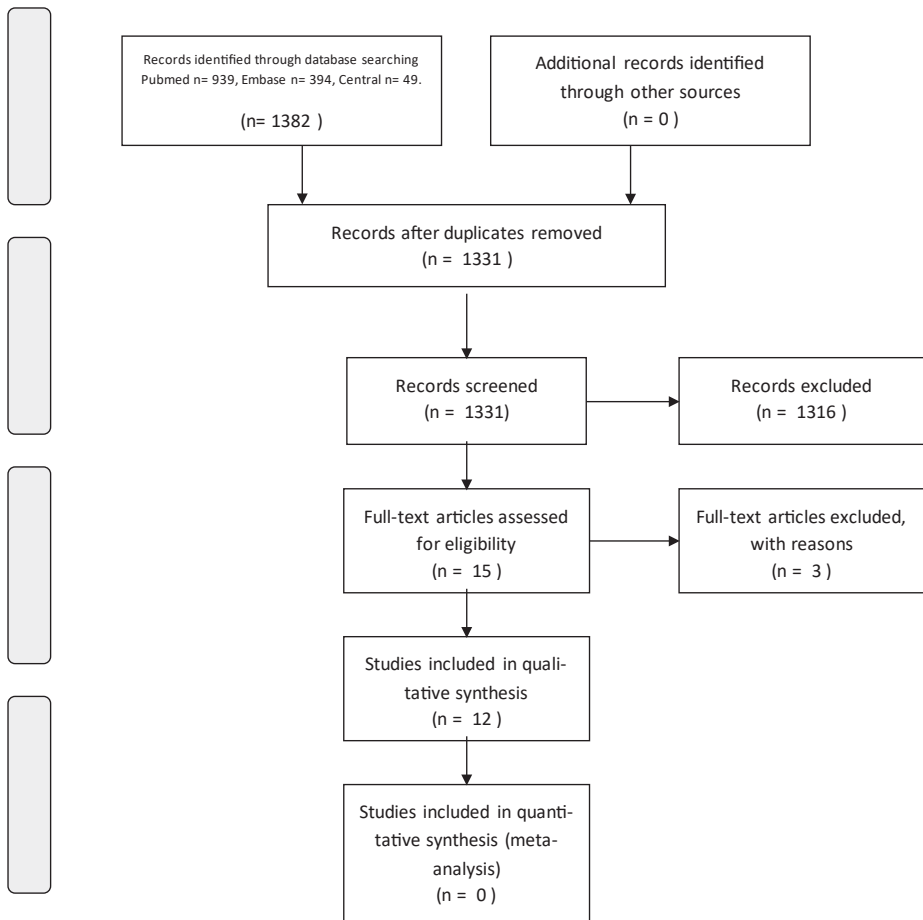 Records identified through database searching
Pubmed n= 939, Embase n= 394, Central n= 49.
(n= 1382 )
Additional records identified
through other sources
(n = 0 )
Records after duplicates removed
(n =  1331 )
Records screened
(n =  1331)
Records excluded
(n =  1316 )
Full-text articles assessed
for eligibility
(n =  15 )
Full-text articles excluded,
with reasons
(n =  3 )
Studies included in quali-
tative synthesis
(n =  12 )
Studies included in quanti-
tative synthesis (meta-
analysis)
(n =  0 )